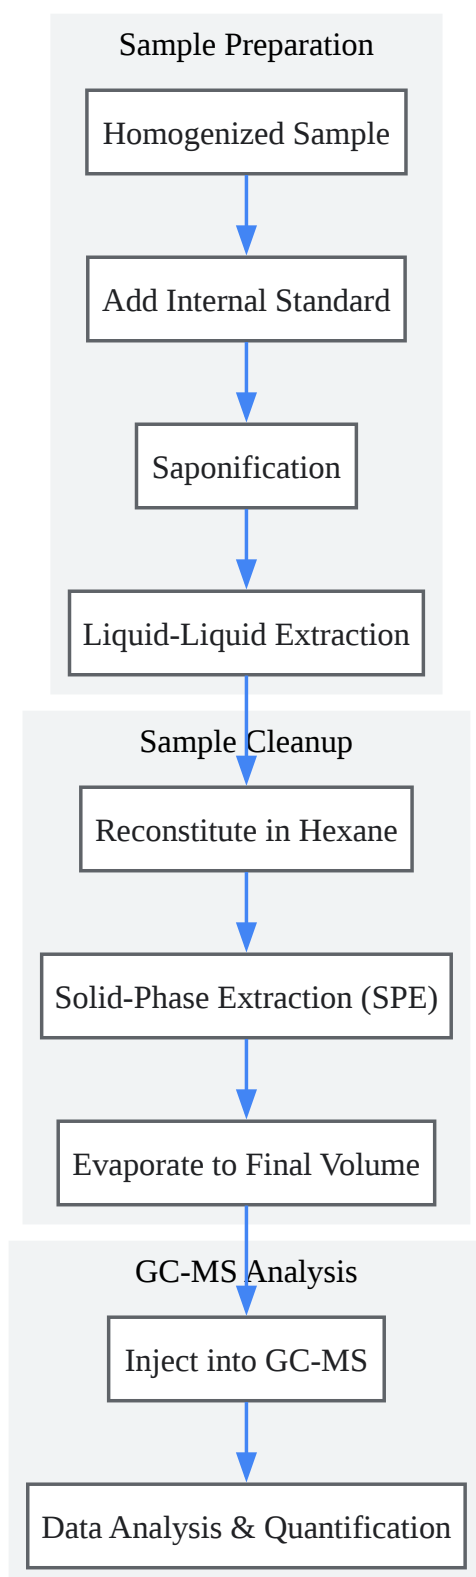 Sample Preparation
Homogenized Sample
Add Internal Standard
Saponification
Liquid-Liquid Extraction
Sample Cleanup
Reconstitute in Hexane
Solid-Phase Extraction (SPE)
Evaporate to Final Volume
GC-MS Analysis
Inject into GC-MS
Data Analysis & Quantification